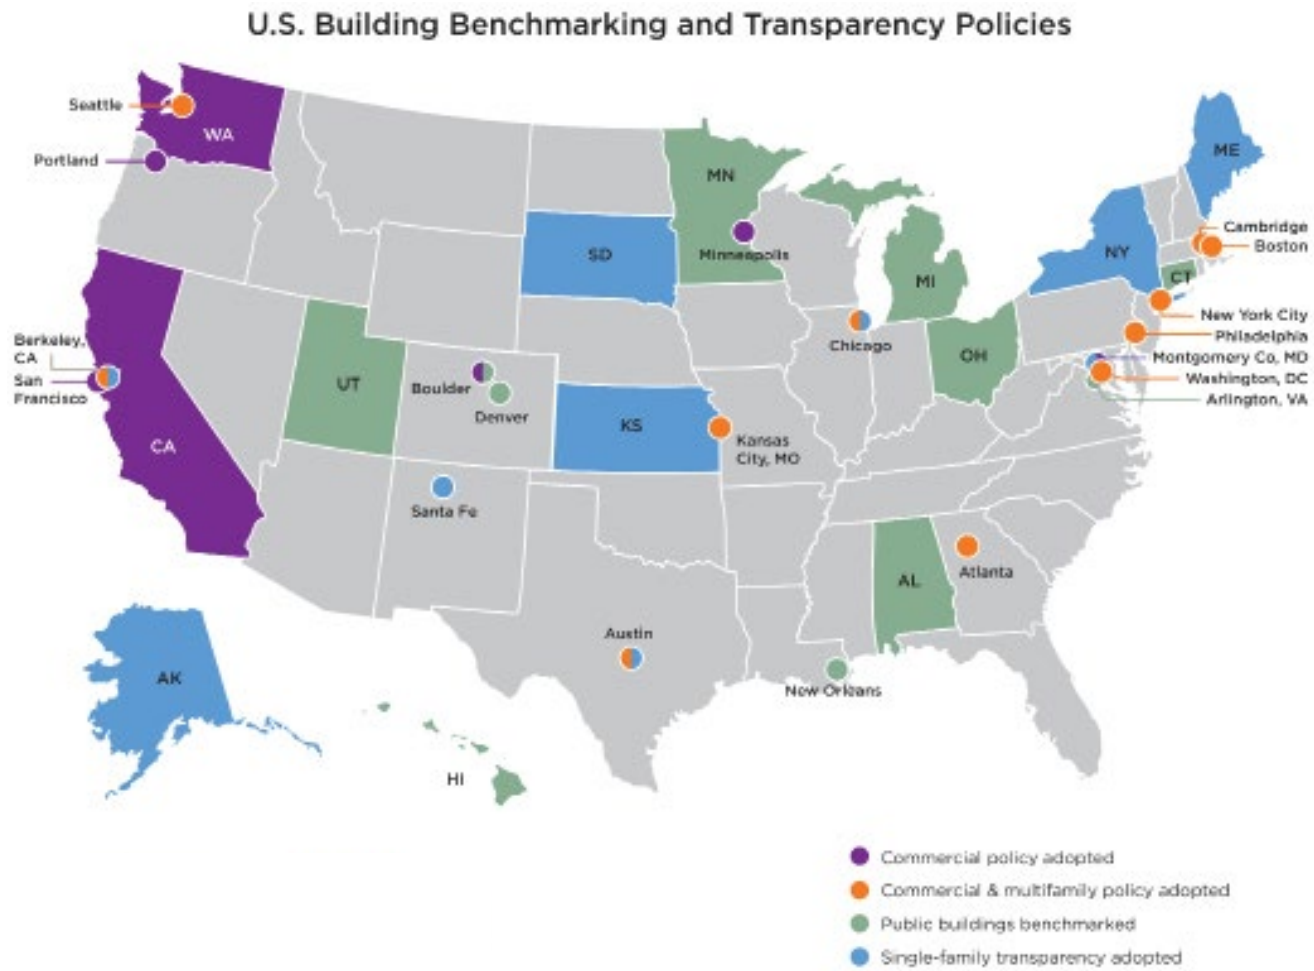 U.S. Building Benchmarking and Transparency Policies
Seattle
WA
Portland
MN
ME
Cambridge
Boston
Minneapolis
SD
NY
CT
MI
New York City
Philadelphia
Montgomery Co, MD
Washington, DC
Arlington, VA
Chicago
OH
Berkeley,
CA
San
Francisco
UT
Boulder
Denver
KS
Kansas
City, MO
CA
Santa Fe
AL
Atlanta
Austin
New Orleans
AK
HI
Commercial policy adopted
Commercial & multifamily policy adopted
Public buildings benchmarked
Single-family transparency adopted